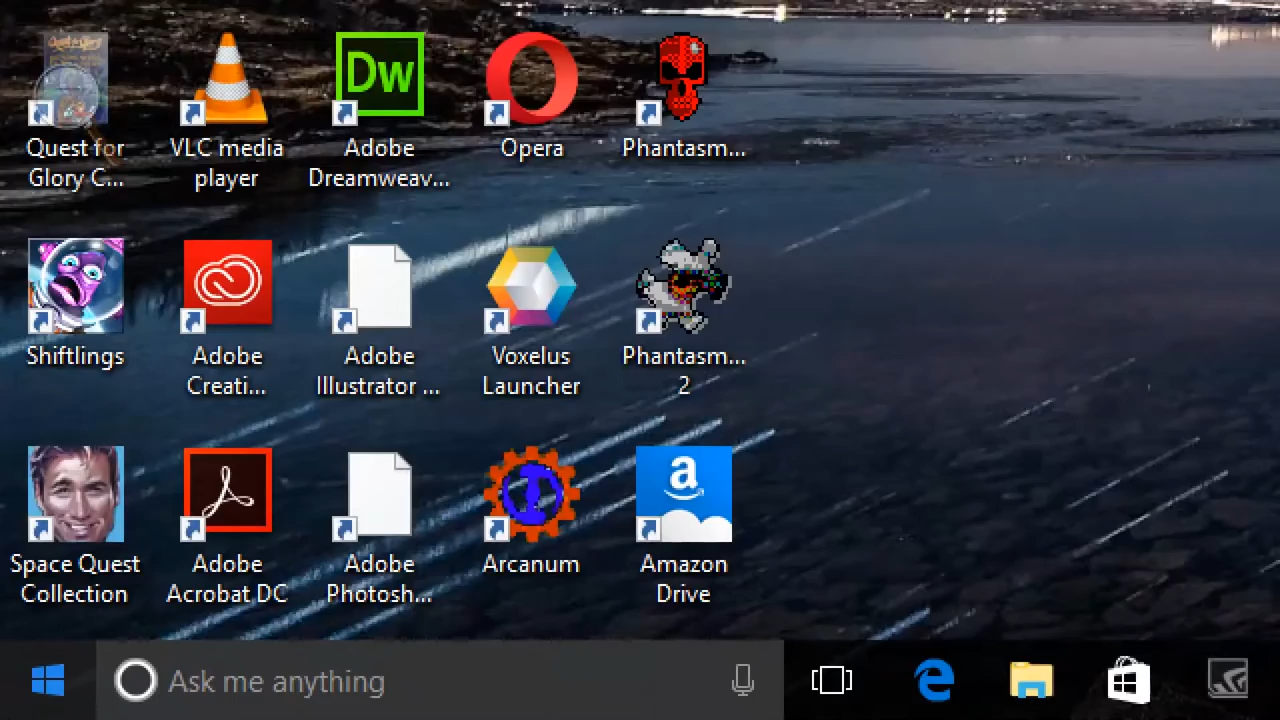 Quest for
Glory C...
VLC media
player
Dw
Adobe
Dreamweav...
Opera
Phantasm...
Shiftlings
Adobe
Creati...
Adobe
Illustrator ...
Voxelus
Launcher
Phantasm...
2
Space Quest
Collection
Adobe
Acrobat DC
Adobe
Photosh...
Arcanum
a
Amazon
Drive
Ask me anything